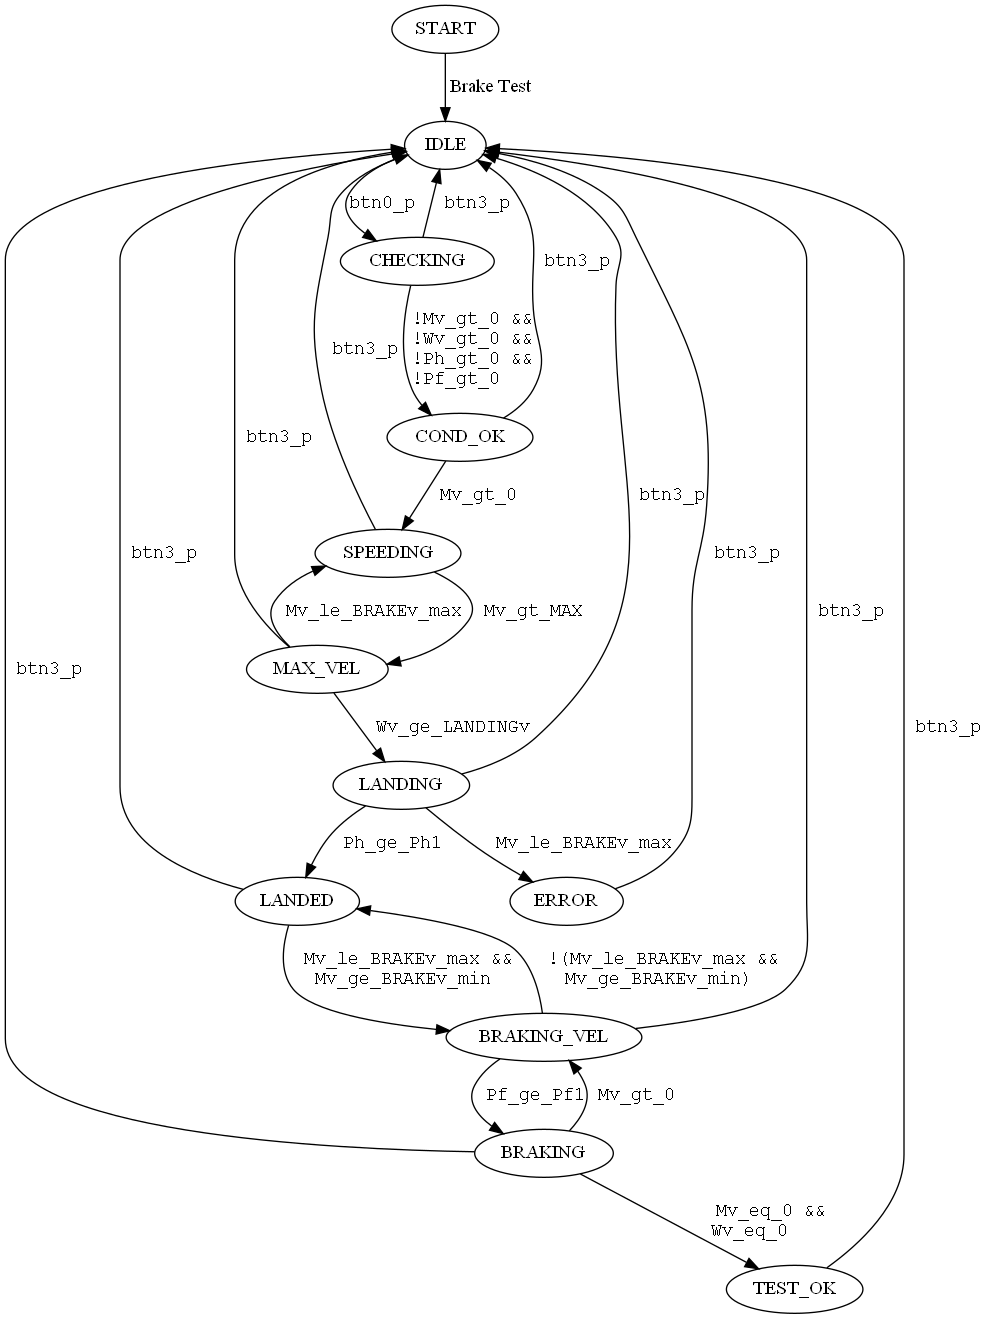 START
Brake Test
IDLE
btn0_p
btn3_p
CHECKING
btn3_p
!Mv_gt_0 &&
!Wv_gt_0 &&
!Ph_gt_0 &&
!Pf_gt_0
btn3_p
COND_OK
btn3_p
Mv_gt_0
btn3_p
SPEEDING
btn3_p
btn3_p
btn3_p
Mv_le_BRAKEv_max
Mv_gt_MAX
MAX_VEL
btn3_p
Wv_ge_LANDINGv
btn3_p
LANDING
Ph_ge_Ph1
Mv_le_BRAKEv_max
LANDED
ERROR
Mv_le_BRAKEv_max &&
Mv_ge_BRAKEv_min
!(Mv_le_BRAKEv_max &&
Mv_ge_BRAKEv_min)
BRAKING_VEL
Pf_ge_Pf1
Mv_gt_0
BRAKING
Mv_eq_0 &&
Wv_eq_0
TEST_OK